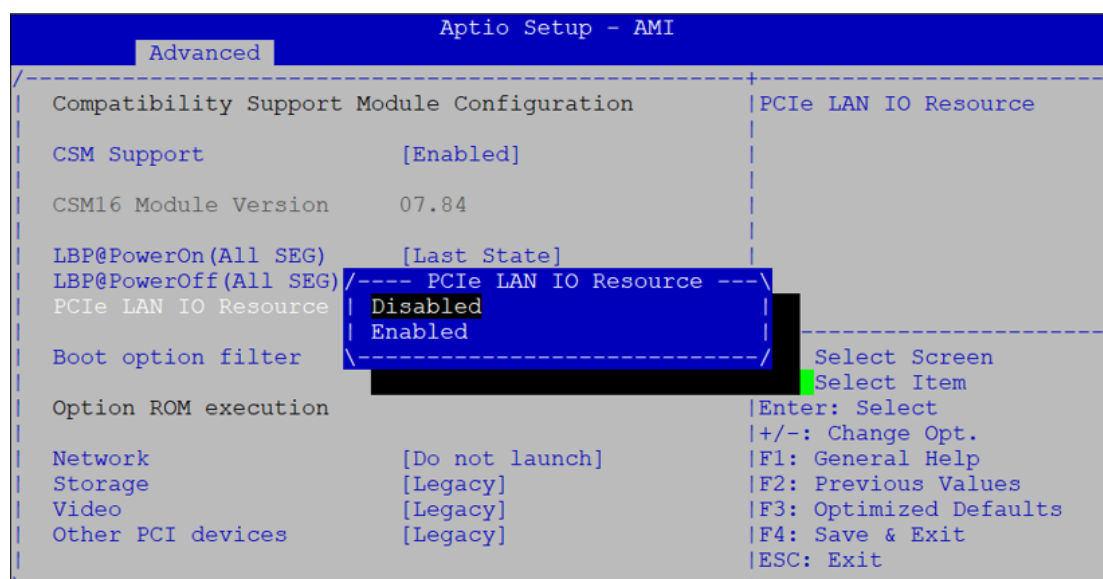 Aptio Setup - AMI
Advanced
Compatibility Support Module Configuration
PCIe LAN IO Resource
CSM Support [Enabled]
CSM16 Module Version 07.84
LBP@PowerOn(All SEG) [Last State]
LBP@PowerOff(All SEG)
PCIe LAN IO Resource
PCIe LAN IO Resource
Disabled
Enabled
Boot option filter
Option ROM execution
Network [Do not launch]
Storage [Legacy]
Video [Legacy]
Other PCI devices [Legacy]
Select Screen
Select Item
Enter: Select
+/-: Change Opt.
F1: General Help
F2: Previous Values
F3: Optimized Defaults
F4: Save & Exit
ESC: Exit